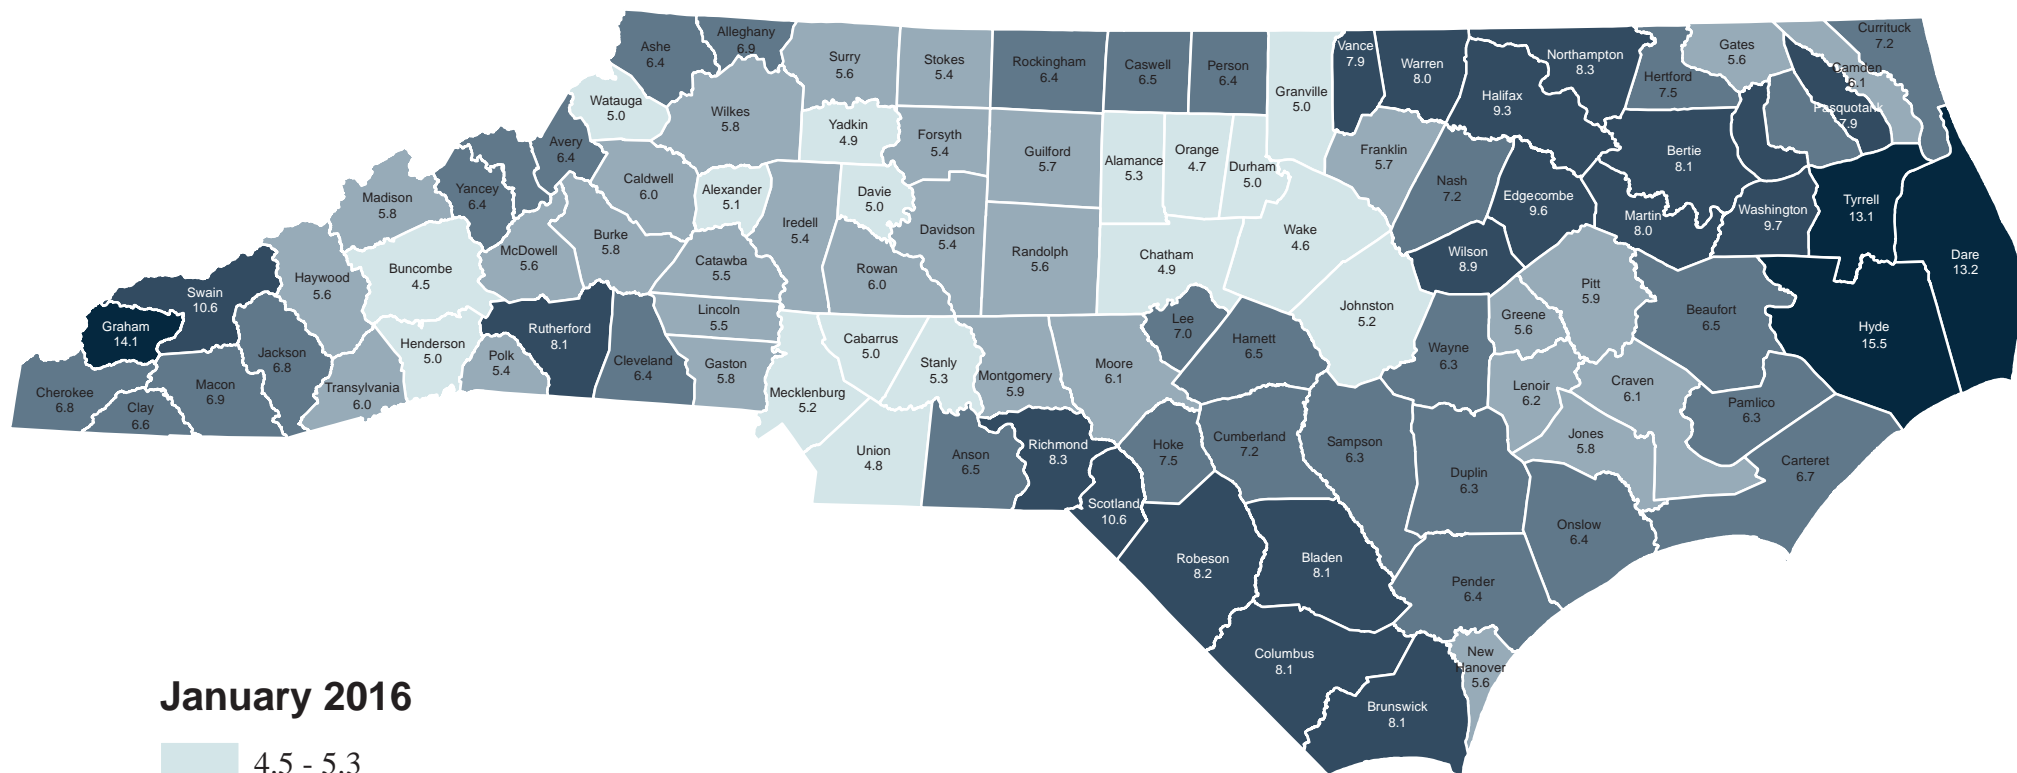 Ashe
6.4
Alleghany
6.9
Surry
5.6
Stokes
5.4
Rockingham
6.4
Caswell
6.5
Person
6.4
Granville
5.0
Vance
7.9
Warren
8.0
Northampton
8.3
Halifax
9.3
Hertford
7.5
Gates
5.6
Currituck
7.2
Camden
6.1
Pasquotank
7.9
Watauga
5.0
Wilkes
5.8
Yadkin
4.9
Forsyth
5.4
Guilford
5.7
Alamance
5.3
Orange
4.7
Durham
5.0
Franklin
5.7
Nash
7.2
Edgecombe
9.6
Bertie
8.1
Martin
8.0
Washington
9.7
Tyrrell
13.1
Dare
13.2
Avery
6.4
Yancey
6.4
Madison
5.8
Caldwell
6.0
Alexander
5.1
Iredell
5.4
Davie
5.0
Davidson
5.4
Randolph
5.6
Chatham
4.9
Wake
4.6
Wilson
8.9
Johnston
5.2
Pitt
5.9
Greene
5.6
Beaufort
6.5
Hyde
15.5
McDowell
5.6
Burke
5.8
Catawba
5.5
Rowan
6.0
Lincoln
5.5
Buncombe
4.5
Haywood
5.6
Swain
10.6
Graham
14.1
Jackson
6.8
Macon
6.9
Cherokee
6.8
Clay
6.6
Transylvania
6.0
Henderson
5.0
Polk
5.4
Rutherford
8.1
Cleveland
6.4
Gaston
5.8
Mecklenburg
5.2
Cabarrus
5.0
Stanly
5.3
Montgomery
5.9
Moore
6.1
Lee
7.0
Harnett
6.5
Wayne
6.3
Lenoir
6.2
Craven
6.1
Pamlico
6.3
Jones
5.8
Carteret
6.7
Union
4.8
Anson
6.5
Richmond
8.3
Scotland
10.6
Hoke
7.5
Cumberland
7.2
Sampson
6.3
Duplin
6.3
Onslow
6.4
Robeson
8.2
Bladen
8.1
Pender
6.4
Columbus
8.1
Brunswick
8.1
New
Hanover
5.6
January 2016
4.5 - 5.3